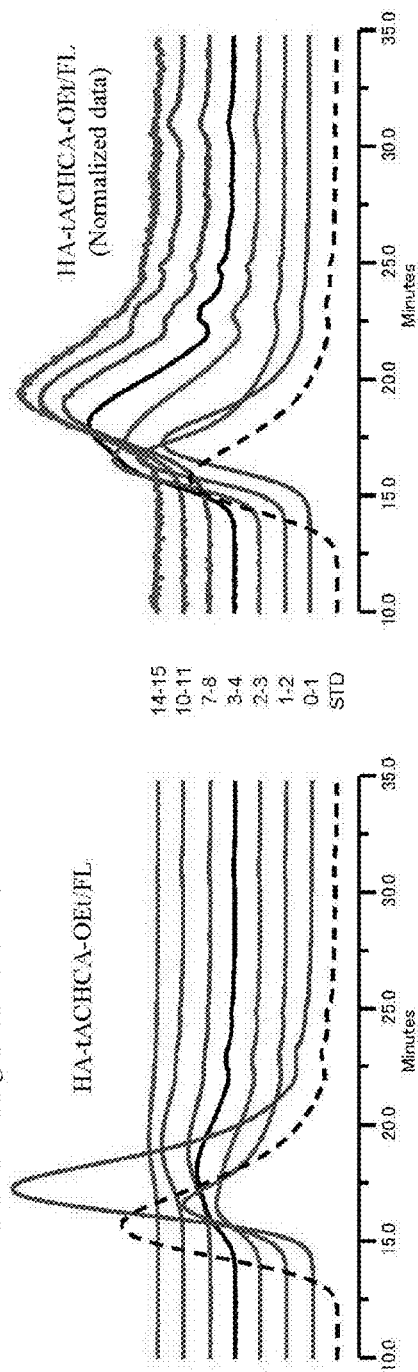 HA-tACHCA-OEt/FL
10.0 15.0 20.0 25.0 30.0 35.0
Minutes
14-15
10-11
7-8
3-4
2-3
1-2
0-1
STD
HA-tACHCA-OEt/FL
(Normalized data)
10.0 15.0 20.0 25.0 30.0 35.0
Minutes